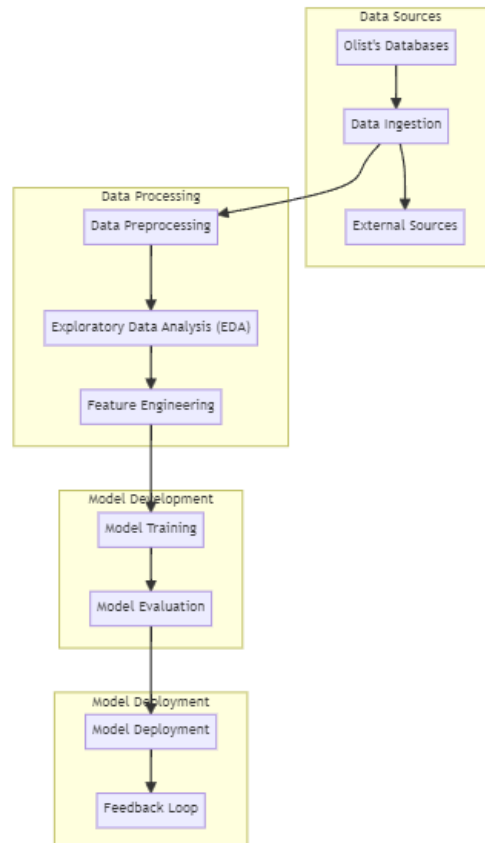 Data Sources
Olist's Databases
Data Ingestion
External Sources
Data Processing
Data Preprocessing
Exploratory Data Analysis (EDA)
Feature Engineering
Model Development
Model Training
Model Evaluation
Model Deployment
Model Deployment
Feedback Loop